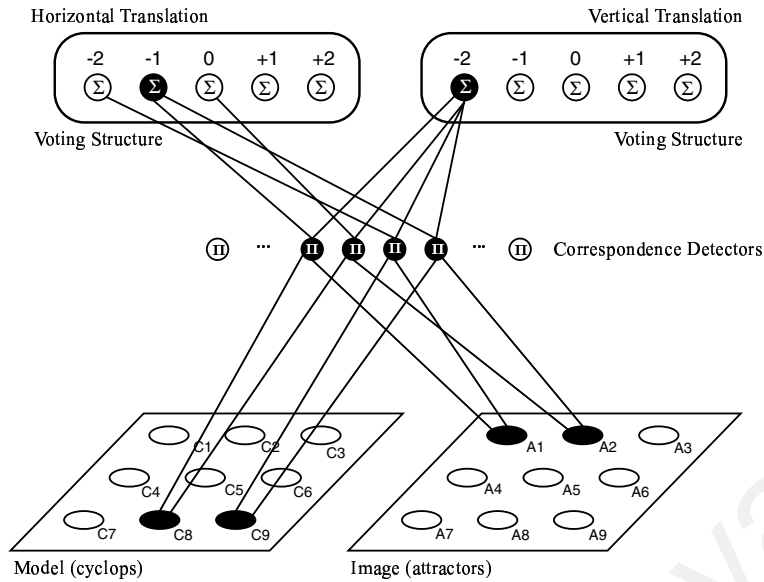 Horizontal Translation
Vertical Translation
-2 -1 0 +1 +2
-2 -1 0 +1 +2
Σ Σ Σ Σ Σ
Σ Σ Σ Σ Σ
Voting Structure
Voting Structure
Π ... Π Π Π Π ... Π
Correspondence Detectors
C1 C2 C3
A1 A2 A3
C4 C5 C6
A4 A5 A6
C7 C8 C9
A7 A8 A9
Model (cyclops)
Image (attractors)